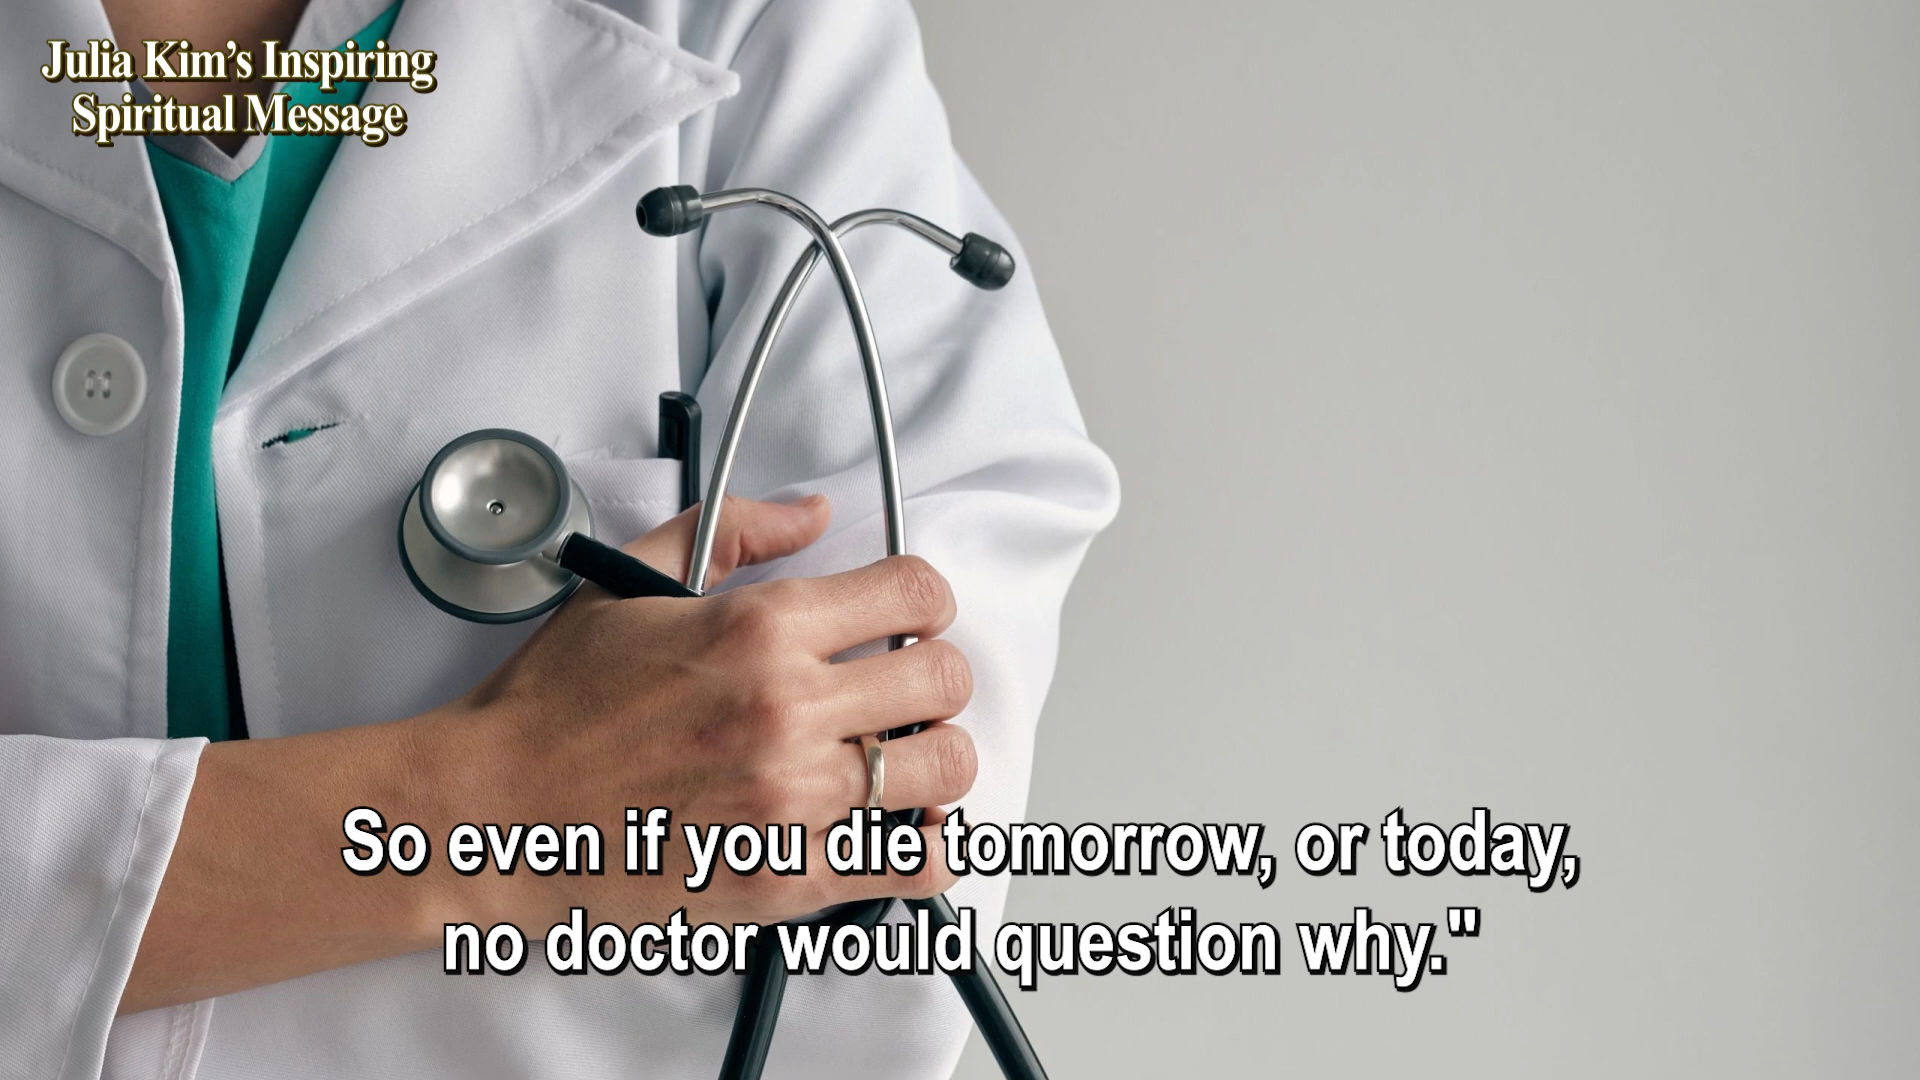 Julia Kim’s Inspiring
Spiritual Message
So even if you die tomorrow, or today,
no doctor would question why."